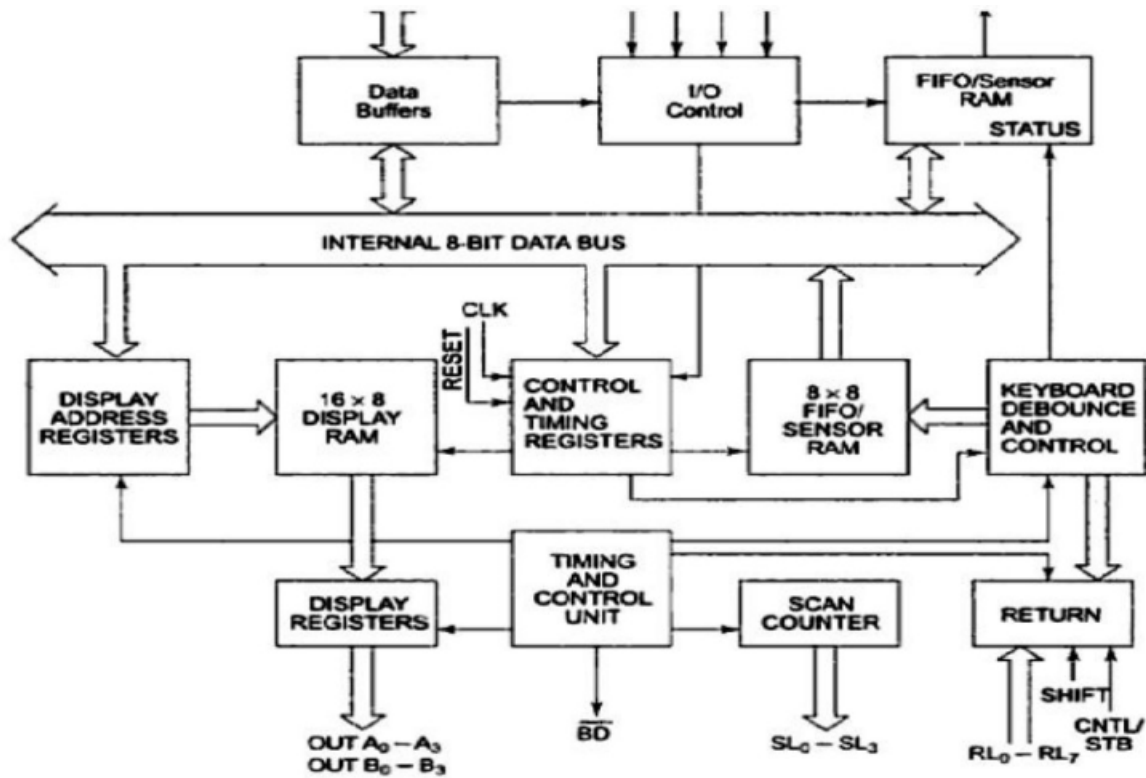 Data
Buffers
I/O
Control
FIFO/Sensor
RAM
STATUS
INTERNAL 8-BIT DATA BUS
CLK
RESET
DISPLAY
ADDRESS
REGISTERS
16 × 8
DISPLAY
RAM
CONTROL
AND
TIMING
REGISTERS
8 × 8
FIFO/
SENSOR
RAM
KEYBOARD
DEBOUNCE
AND
CONTROL
DISPLAY
REGISTERS
TIMING
AND
CONTROL
UNIT
SCAN
COUNTER
RETURN
OUT A₀ – A₃
OUT B₀ – B₃
B̅D̅
SL₀ – SL₃
RL₀ – RL₇
SHIFT
CNTL/
STB